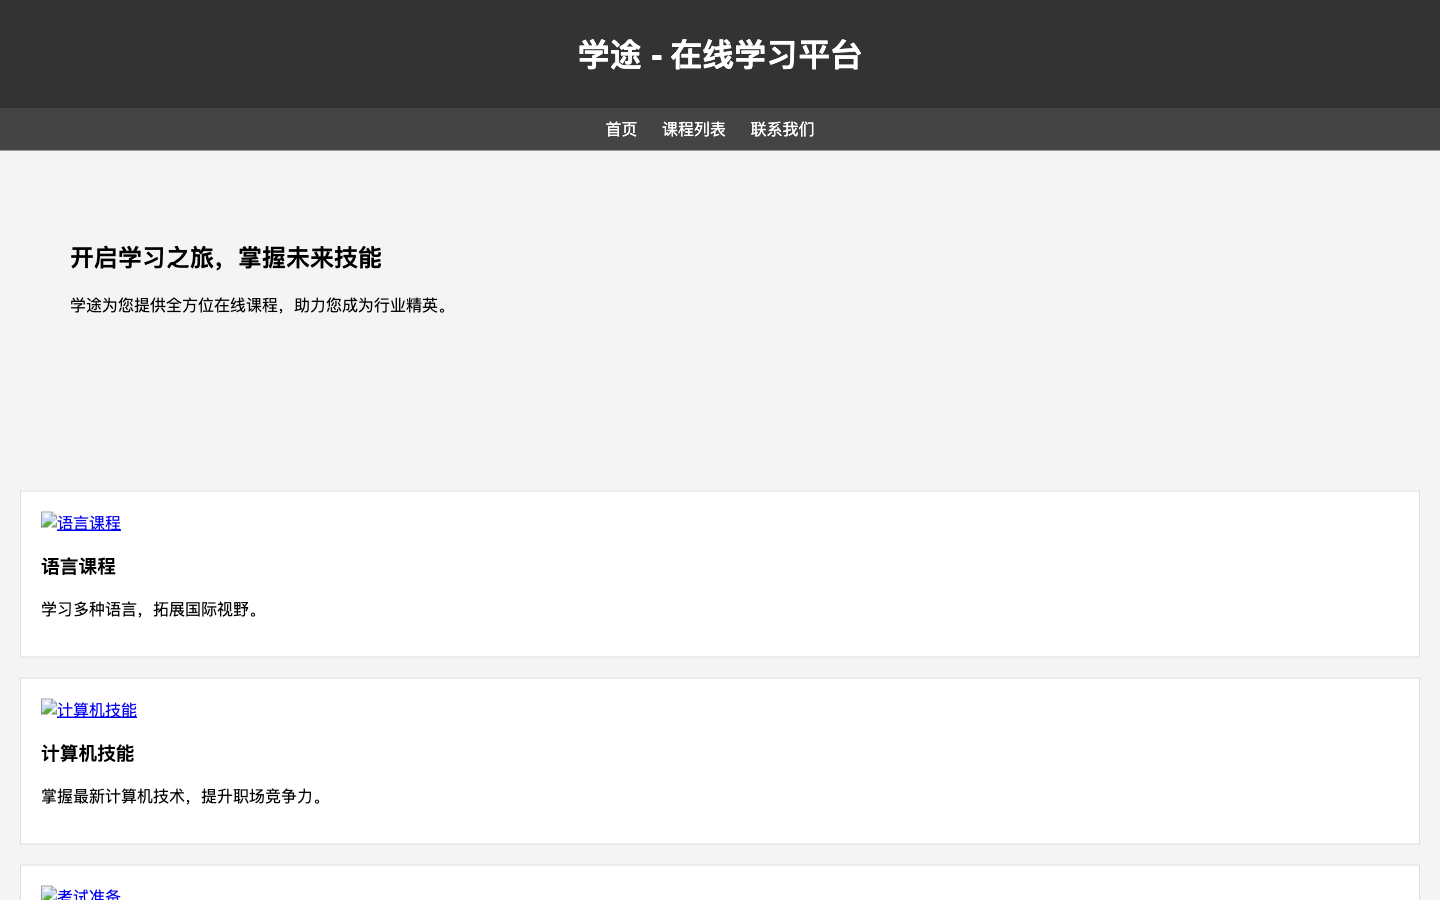 学途 - 在线学习平台
首页 课程列表 联系我们
开启学习之旅，掌握未来技能
学途为您提供全方位在线课程，助力您成为行业精英。
语言课程
语言课程
学习多种语言，拓展国际视野。
计算机技能
计算机技能
掌握最新计算机技术，提升职场竞争力。
考试准备